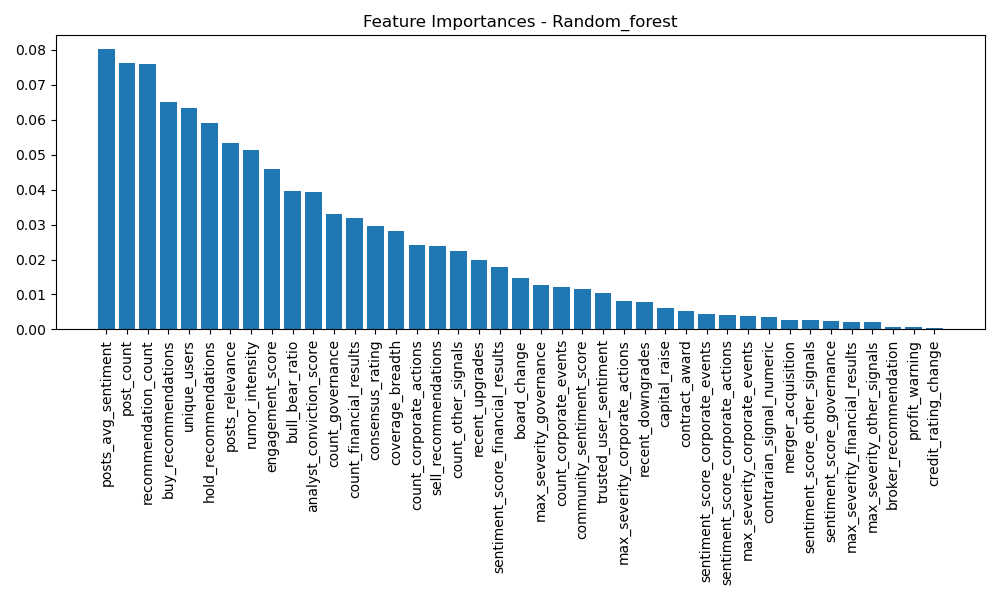 Feature Importances - Random_forest
0.08
0.07
0.06
0.05
0.04
0.03
0.02
0.01
0.00
posts_avg_sentiment
post_count
recommendation_count
buy_recommendations
unique_users
hold_recommendations
posts_relevance
rumor_intensity
engagement_score
bull_bear_ratio
analyst_conviction_score
count_governance
count_financial_results
consensus_rating
coverage_breadth
count_corporate_actions
sell_recommendations
count_other_signals
recent_upgrades
sentiment_score_financial_results
board_change
max_severity_governance
count_corporate_events
community_sentiment_score
trusted_user_sentiment
max_severity_corporate_actions
recent_downgrades
capital_raise
contract_award
sentiment_score_corporate_events
sentiment_score_corporate_actions
max_severity_corporate_events
contrarian_signal_numeric
merger_acquisition
sentiment_score_other_signals
sentiment_score_governance
max_severity_financial_results
max_severity_other_signals
broker_recommendation
profit_warning
credit_rating_change